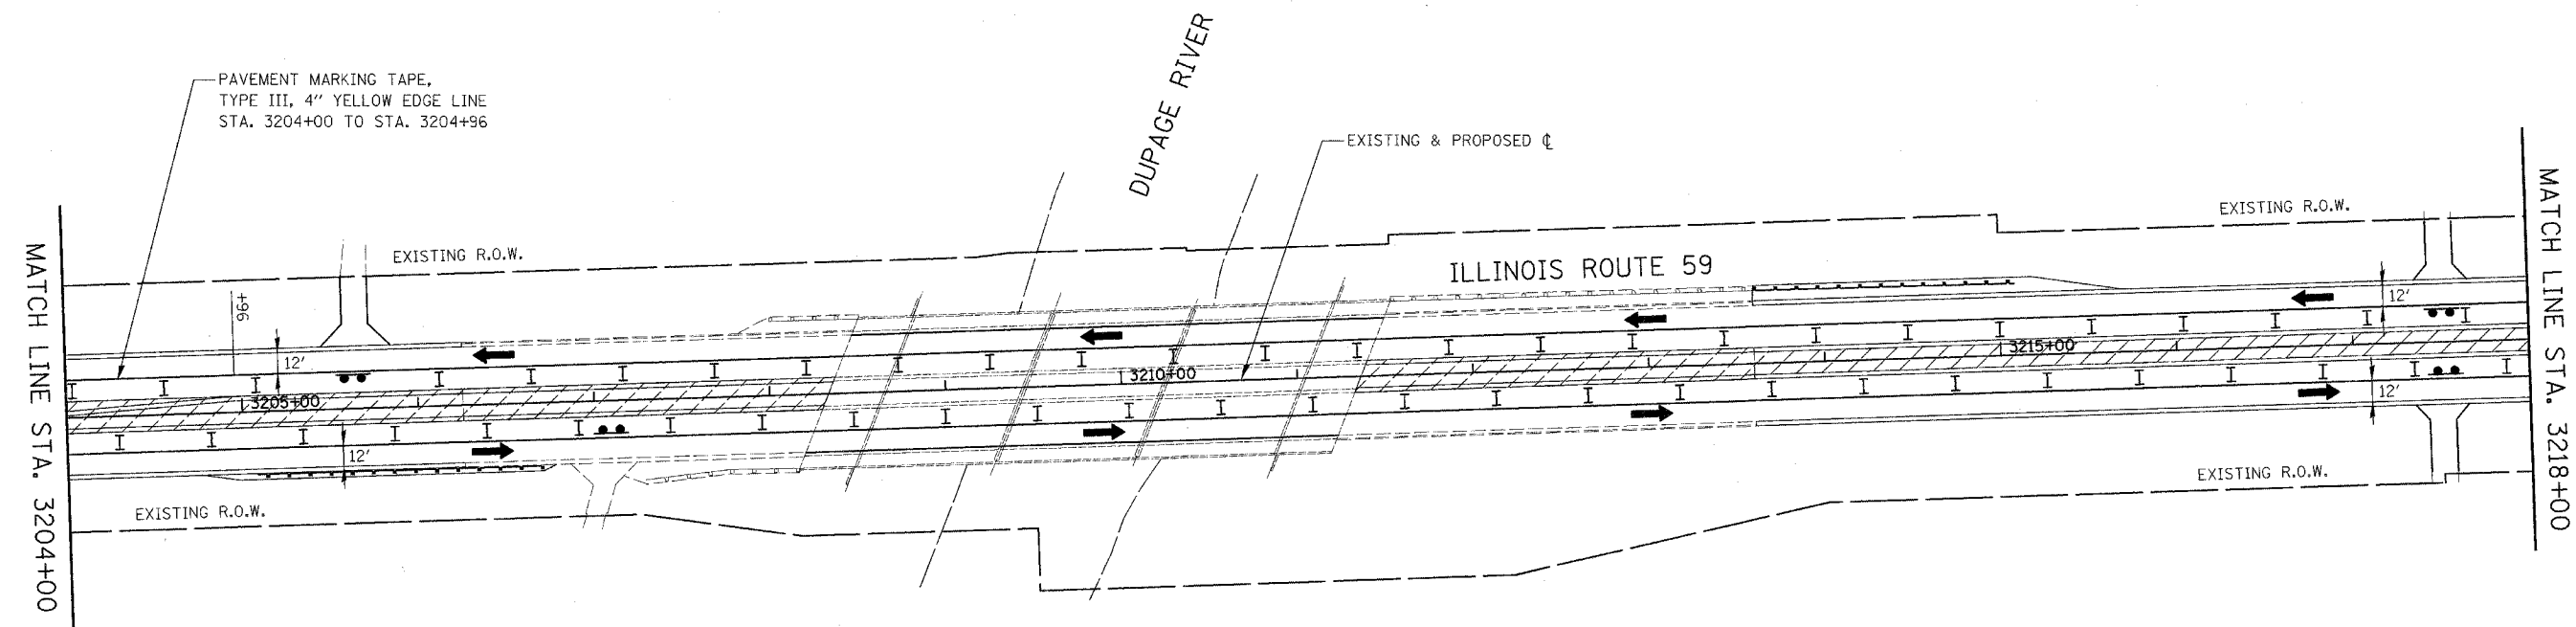 PAVEMENT MARKING TAPE,
TYPE III, 4" YELLOW EDGE LINE
STA. 3204+00 TO STA. 3204+96
DUPAGE RIVER
EXISTING & PROPOSED ℄
MATCH LINE STA. 3204+00
EXISTING R.O.W.
ILLINOIS ROUTE 59
EXISTING R.O.W.
MATCH LINE STA. 3218+00
+96
12'
12'
3205+00
3210+00
3215+00
12'
12'
EXISTING R.O.W.
EXISTING R.O.W.